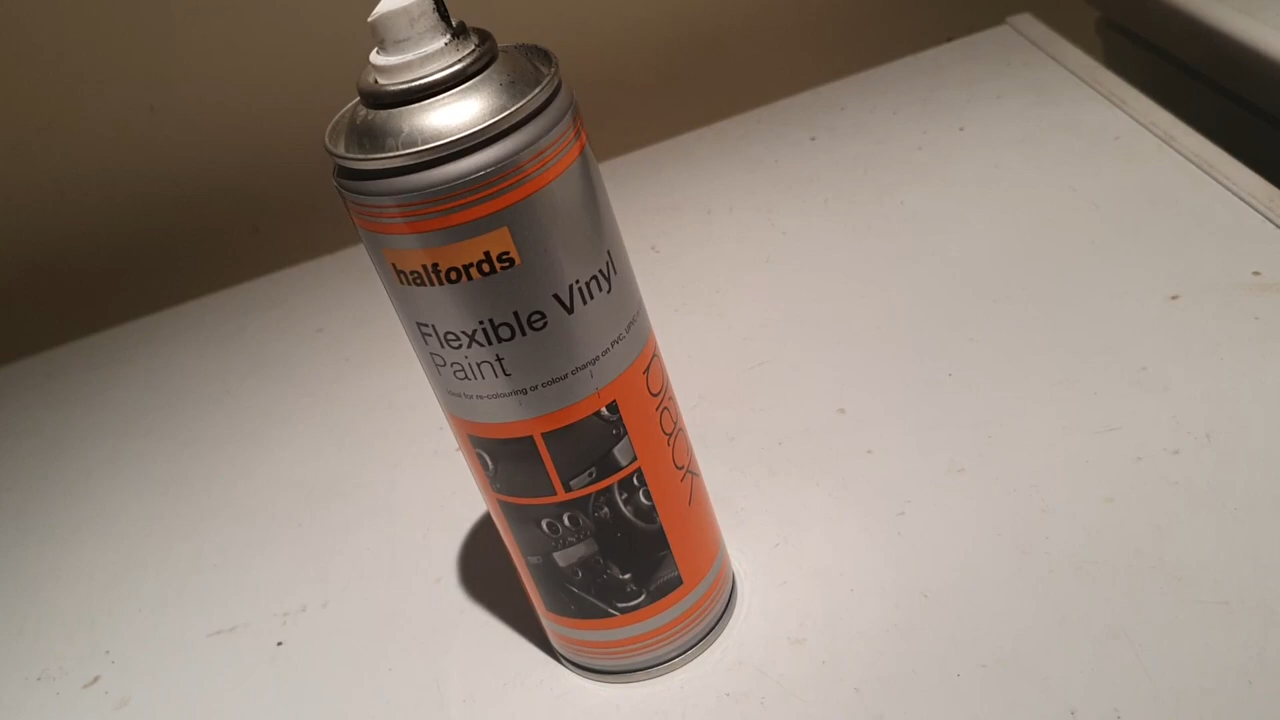 halfords
Flexible Vinyl
Paint
Ideal for re-colouring or colour change on PVC, UPVC
black